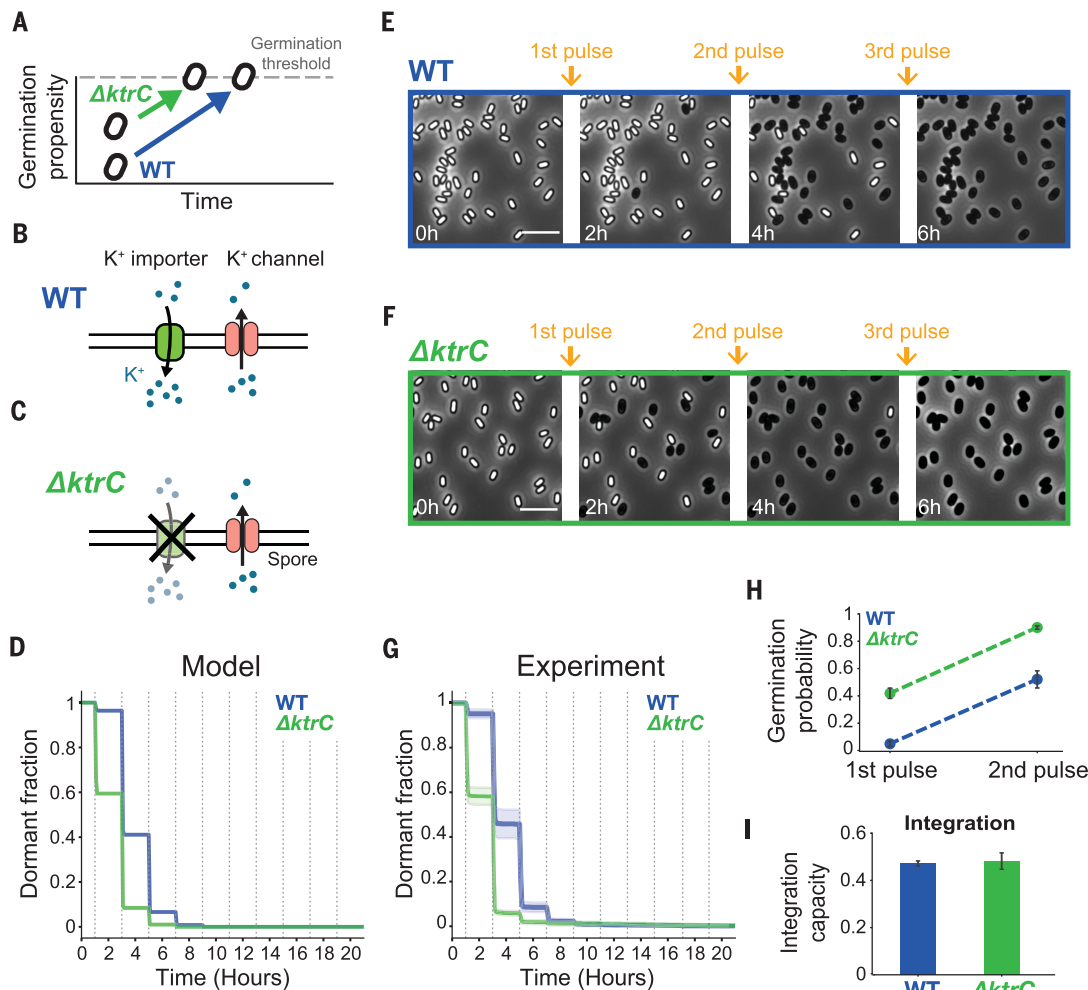 A
Germination
threshold
ΔktrC
WT
Germination
propensity
Time
B
K+ importer
K+ channel
WT
K+
C
ΔktrC
Spore
D
Model
WT
ΔktrC
Dormant fraction
1
0.8
0.6
0.4
0.2
0
0 2 4 6 8 10 12 14 16 18 20
Time (Hours)
E
WT
1st pulse
2nd pulse
3rd pulse
0h
2h
4h
6h
F
ΔktrC
1st pulse
2nd pulse
3rd pulse
0h
2h
4h
6h
G
Experiment
WT
ΔktrC
Dormant fraction
1
0.8
0.6
0.4
0.2
0
0 2 4 6 8 10 12 14 16 18 20
Time (Hours)
H
WT
ΔktrC
Germination
probability
1
0.8
0.6
0.4
0.2
0
1st pulse
2nd pulse
I
Integration
Integration
capacity
0.6
0.4
0.2
0
WT
ΔktrC